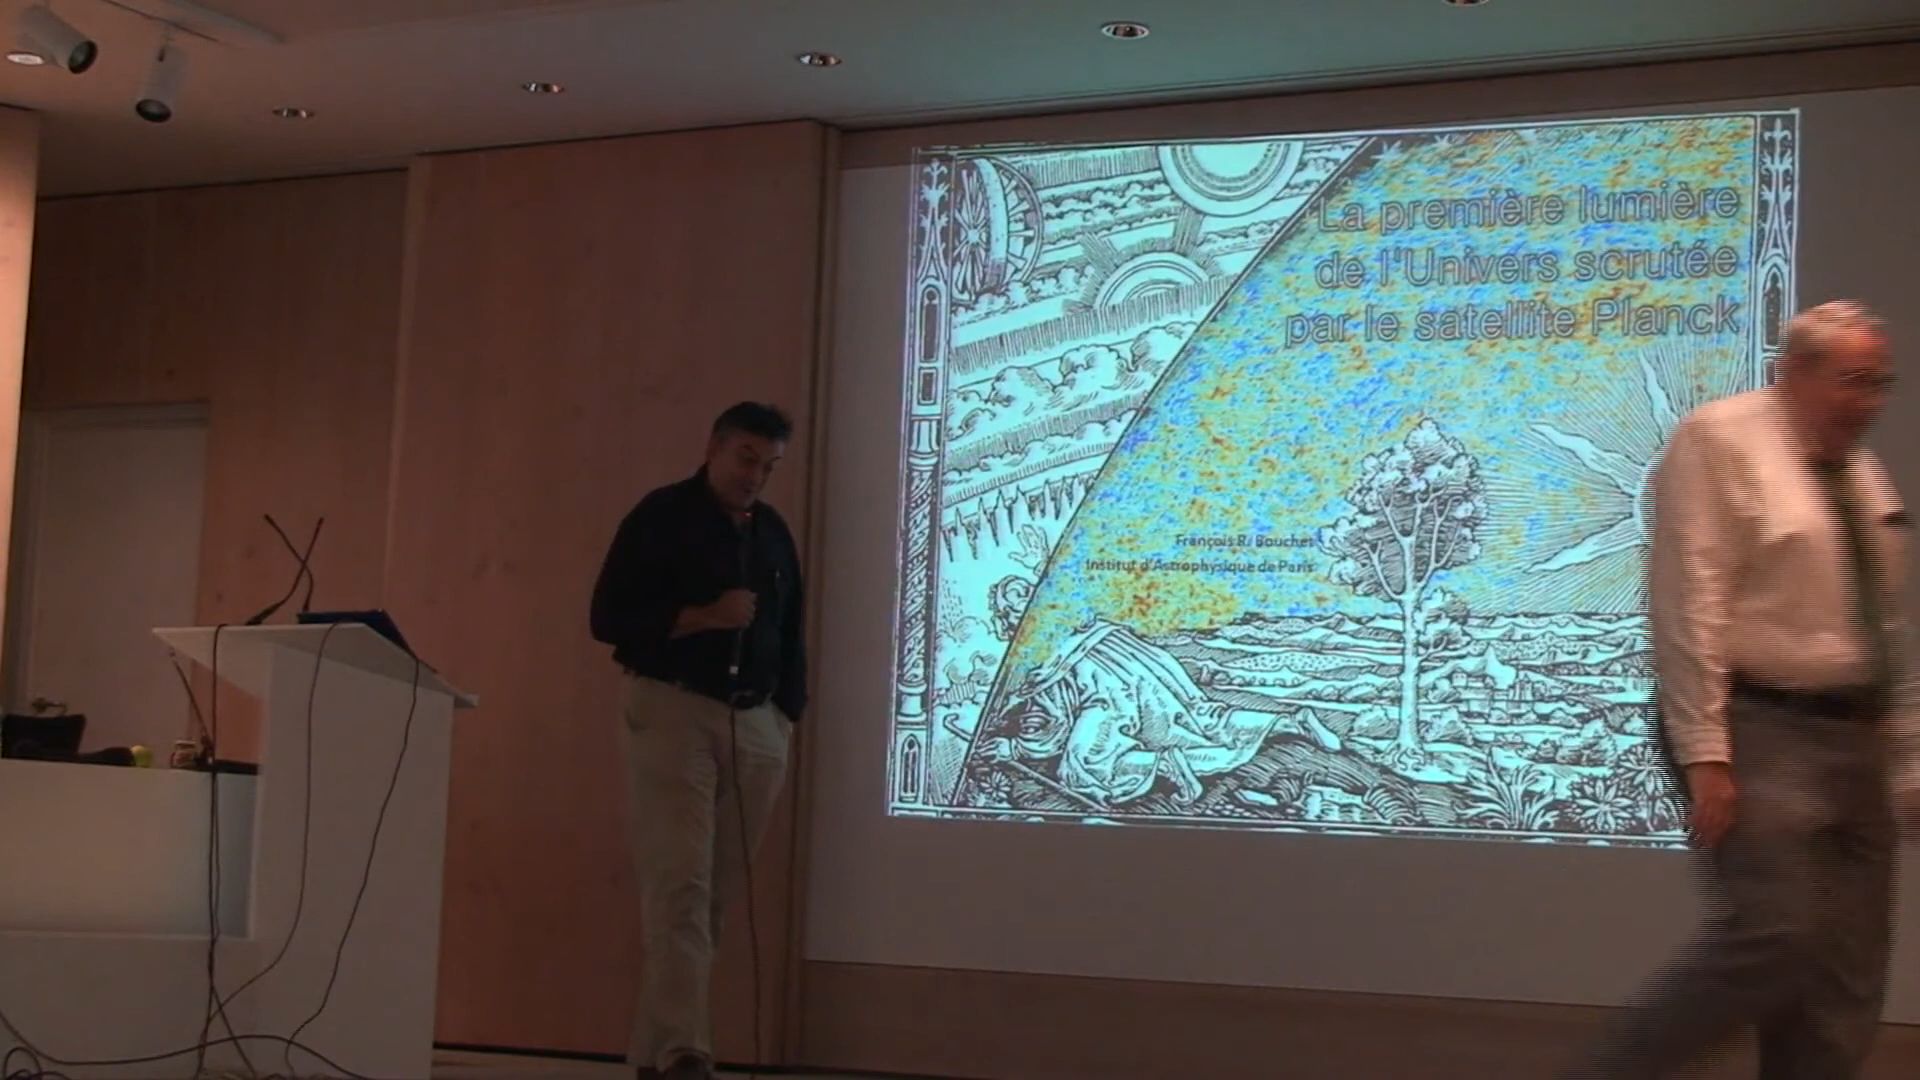 La première lumière
de l'Univers scrutée
par le satellite Planck
François R. Bouchet
Institut d'Astrophysique de Paris